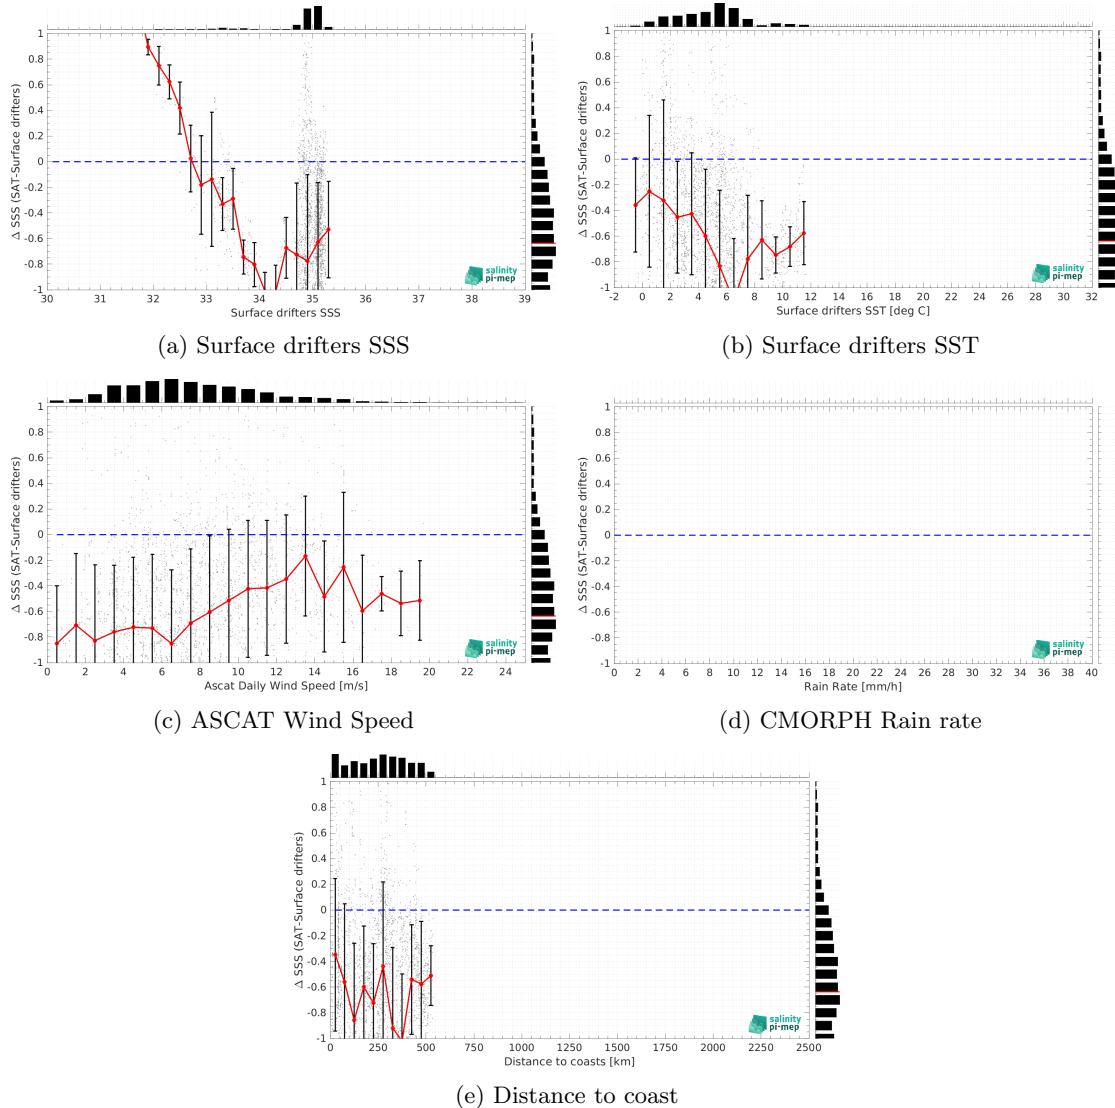 Δ SSS (SAT-Surface drifters)
1
0.8
0.6
0.4
0.2
0
-0.2
-0.4
-0.6
-0.8
-1
30 31 32 33 34 35 36 37 38 39
Surface drifters SSS
salinity
pi-mep
(a) Surface drifters SSS
Δ SSS (SAT-Surface drifters)
1
0.8
0.6
0.4
0.2
0
-0.2
-0.4
-0.6
-0.8
-1
-2 0 2 4 6 8 10 12 14 16 18 20 22 24 26 28 30 32
Surface drifters SST [deg C]
salinity
pi-mep
(b) Surface drifters SST
Δ SSS (SAT-Surface drifters)
1
0.8
0.6
0.4
0.2
0
-0.2
-0.4
-0.6
-0.8
-1
0 2 4 6 8 10 12 14 16 18 20 22 24
Ascat Daily Wind Speed [m/s]
salinity
pi-mep
(c) ASCAT Wind Speed
Δ SSS (SAT-Surface drifters)
1
0.8
0.6
0.4
0.2
0
-0.2
-0.4
-0.6
-0.8
-1
0 2 4 6 8 10 12 14 16 18 20 22 24 26 28 30 32 34 36 38 40
Rain Rate [mm/h]
salinity
pi-mep
(d) CMORPH Rain rate
Δ SSS (SAT-Surface drifters)
1
0.8
0.6
0.4
0.2
0
-0.2
-0.4
-0.6
-0.8
-1
0 250 500 750 1000 1250 1500 1750 2000 2250 2500
Distance to coasts [km]
salinity
pi-mep
(e) Distance to coast